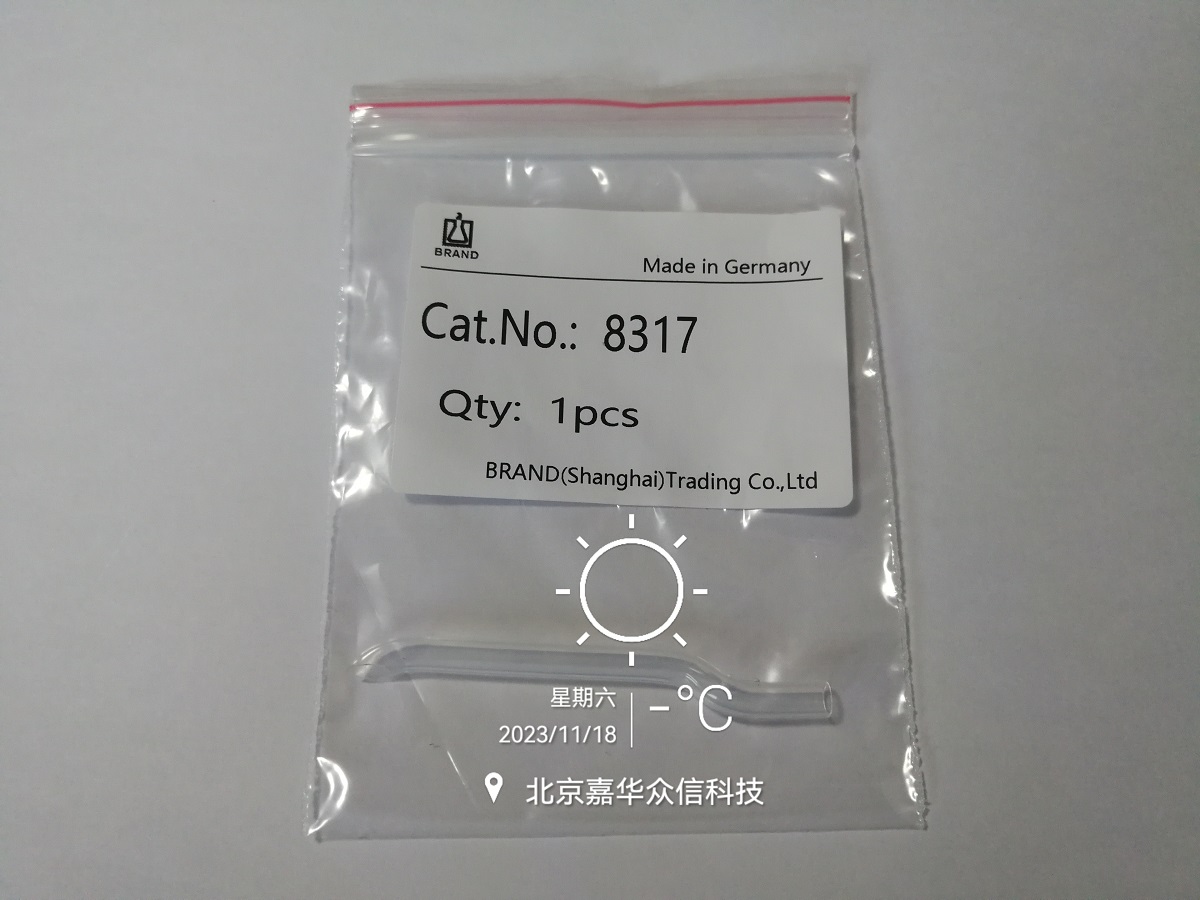 BRAND
Made in Germany
Cat.No.: 8317
Qty: 1pcs
BRAND(Shanghai)Trading Co.,Ltd
星期六
2023/11/18
-°C
北京嘉华众信科技